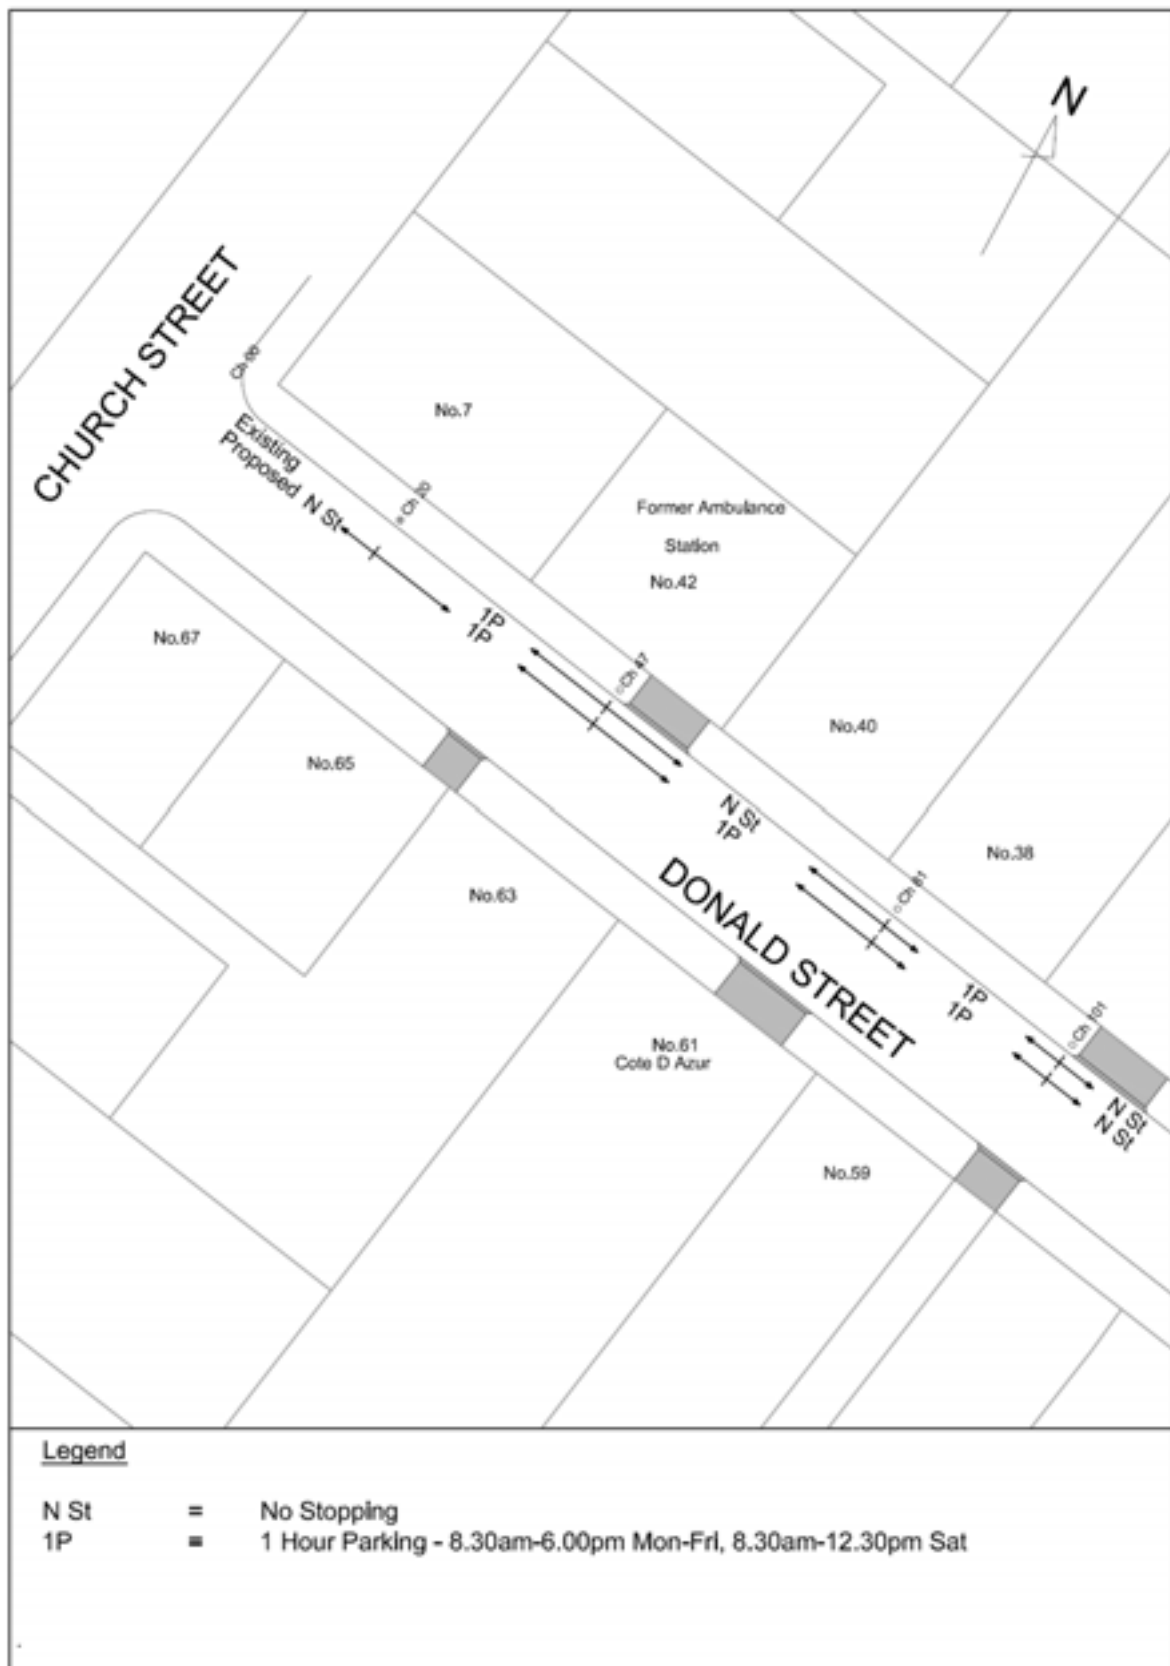 N
CHURCH STREET
Ch 00
Existing
Proposed N St
No.7
Former Ambulance
Station
No.42
1P
1P
No.67
Ch 47
No.40
No.65
N St
1P
No.38
Ch 81
No.63
DONALD STREET
1P
1P
Ch 101
No.61
Cote D Azur
N St
N St
No.59
Legend
N St = No Stopping
1P = 1 Hour Parking - 8.30am-6.00pm Mon-Fri, 8.30am-12.30pm Sat